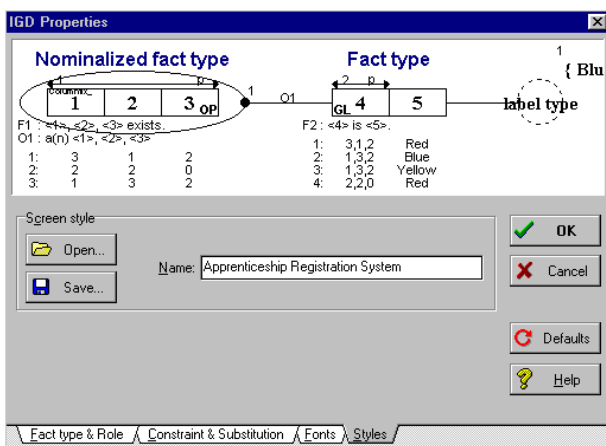 IGD Properties
Nominalized fact type
Fact type
1
{ Blu
1
p
1
O1
2
p
1
2
3
OP
GL
4
5
label type
F1 : <1>, <2>, <3> exists.
O1 : a(n) <1>, <2>, <3>
1: 3 1 2
2: 2 2 0
3: 1 3 2
F2 : <4> is <5>.
1: 3,1,2 Red
2: 1,3,2 Blue
3: 1,3,2 Yellow
4: 2,2,0 Red
Screen style
Open...
Save...
Name: Apprenticeship Registration System
OK
Cancel
Defaults
Help
Fact type & Role
Constraint & Substitution
Fonts
Styles